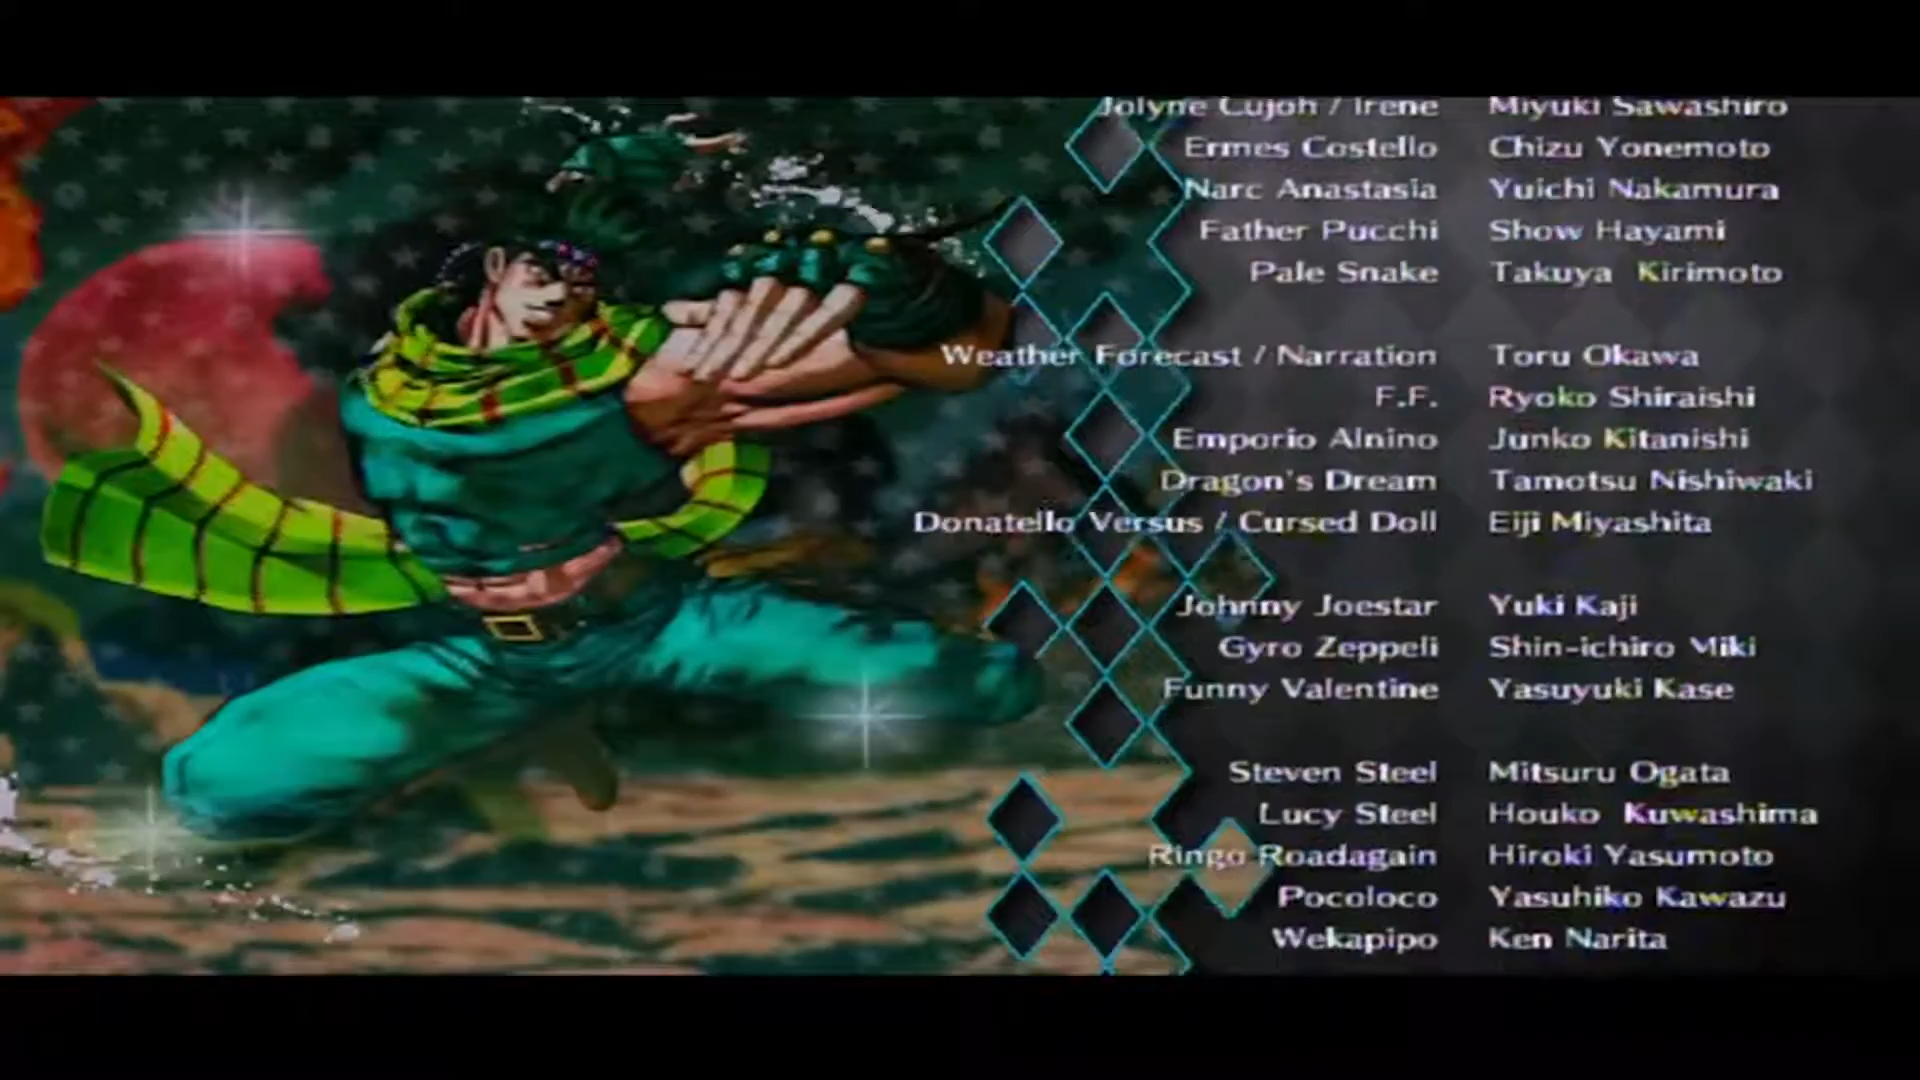 Jolyne Cujoh / Irene Miyuki Sawashiro
Ermes Costello Chizu Yonemoto
Narc Anastasia Yuichi Nakamura
Father Pucchi Show Hayami
Pale Snake Takuya Kirimoto
Weather Forecast / Narration Toru Okawa
F.F. Ryoko Shiraishi
Emporio Alnino Junko Kitanishi
Dragon's Dream Tamotsu Nishiwaki
Donatello Versus / Cursed Doll Eiji Miyashita
Johnny Joestar Yuki Kaji
Gyro Zeppeli Shin-ichiro Miki
Funny Valentine Yasuyuki Kase
Steven Steel Mitsuru Ogata
Lucy Steel Houko Kuwashima
Ringo Roadagain Hiroki Yasumoto
Pocoloco Yasuhiko Kawazu
Wekapipo Ken Narita